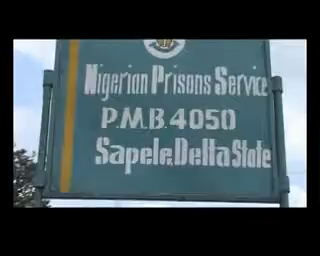 Nigerian Prisons Service
P.M.B. 4050
Sapele, Delta State